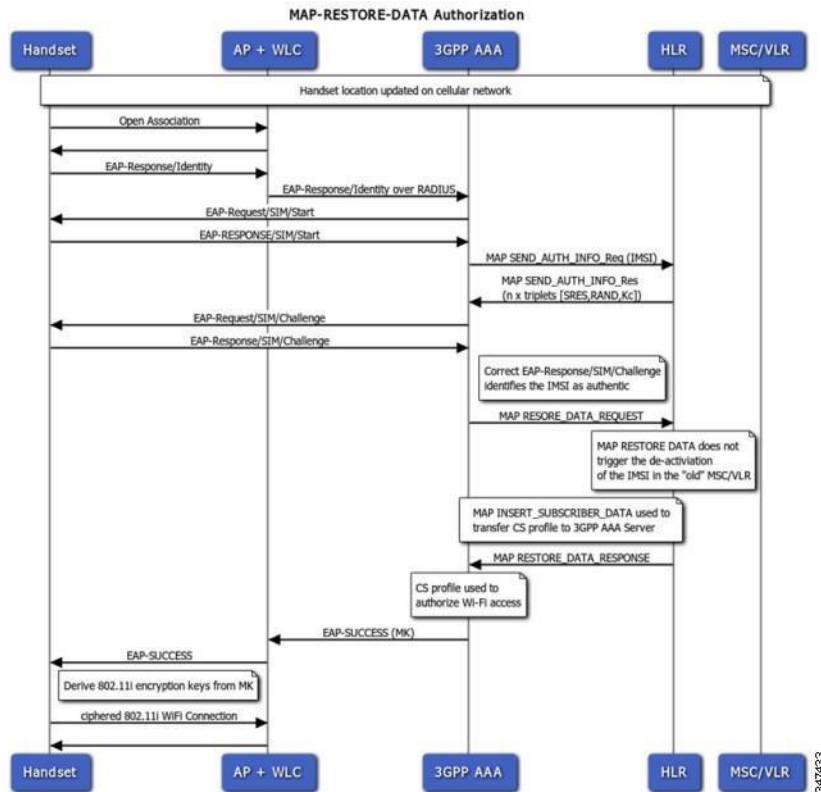 MAP-RESTORE-DATA Authorization
Handset
AP + WLC
3GPP AAA
HLR
MSC/VLR
Handset location updated on cellular network
Open Association
EAP-Response/Identity
EAP-Response/Identity over RADIUS
EAP-Request/SIM/Start
EAP-RESPONSE/SIM/Start
MAP SEND_AUTH_INFO_Req (IMSI)
MAP SEND_AUTH_INFO_Res
(n x triplets [SRES,RAND,Kc])
EAP-Request/SIM/Challenge
EAP-Response/SIM/Challenge
Correct EAP-Response/SIM/Challenge
identifies the IMSI as authentic
MAP RESORE_DATA_REQUEST
MAP RESTORE DATA does not
trigger the de-activiation
of the IMSI in the "old" MSC/VLR
MAP INSERT_SUBSCRIBER_DATA used to
transfer CS profile to 3GPP AAA Server
MAP RESTORE_DATA_RESPONSE
CS profile used to
authorize Wi-Fi access
EAP-SUCCESS (MK)
EAP-SUCCESS
Derive 802.11i encryption keys from MK
ciphered 802.11i WiFi Connection
Handset
AP + WLC
3GPP AAA
HLR
MSC/VLR
347433